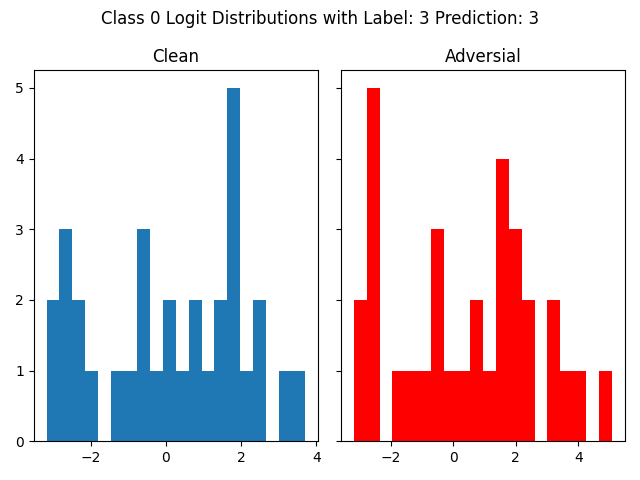 Class 0 Logit Distributions with Label: 3 Prediction: 3
Clean
Adversial
5
4
3
2
1
0
−2 0 2 4
−2 0 2 4